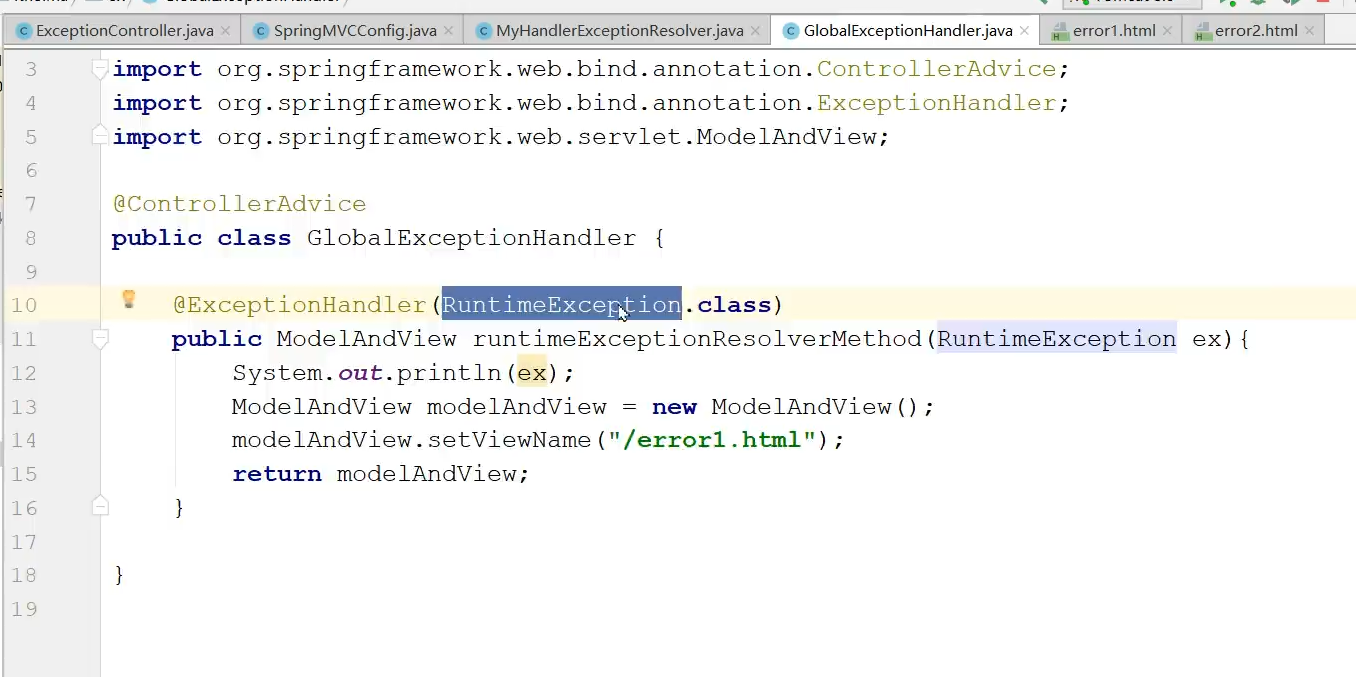 ExceptionController.java SpringMVCConfig.java MyHandlerExceptionResolver.java GlobalExceptionHandler.java error1.html error2.html
3 import org.springframework.web.bind.annotation.ControllerAdvice;
4 import org.springframework.web.bind.annotation.ExceptionHandler;
5 import org.springframework.web.servlet.ModelAndView;
6
7 @ControllerAdvice
8 public class GlobalExceptionHandler {
9
10 @ExceptionHandler(RuntimeException.class)
11 public ModelAndView runtimeExceptionResolverMethod(RuntimeException ex){
12 System.out.println(ex);
13 ModelAndView modelAndView = new ModelAndView();
14 modelAndView.setViewName("/error1.html");
15 return modelAndView;
16 }
17
18 }
19